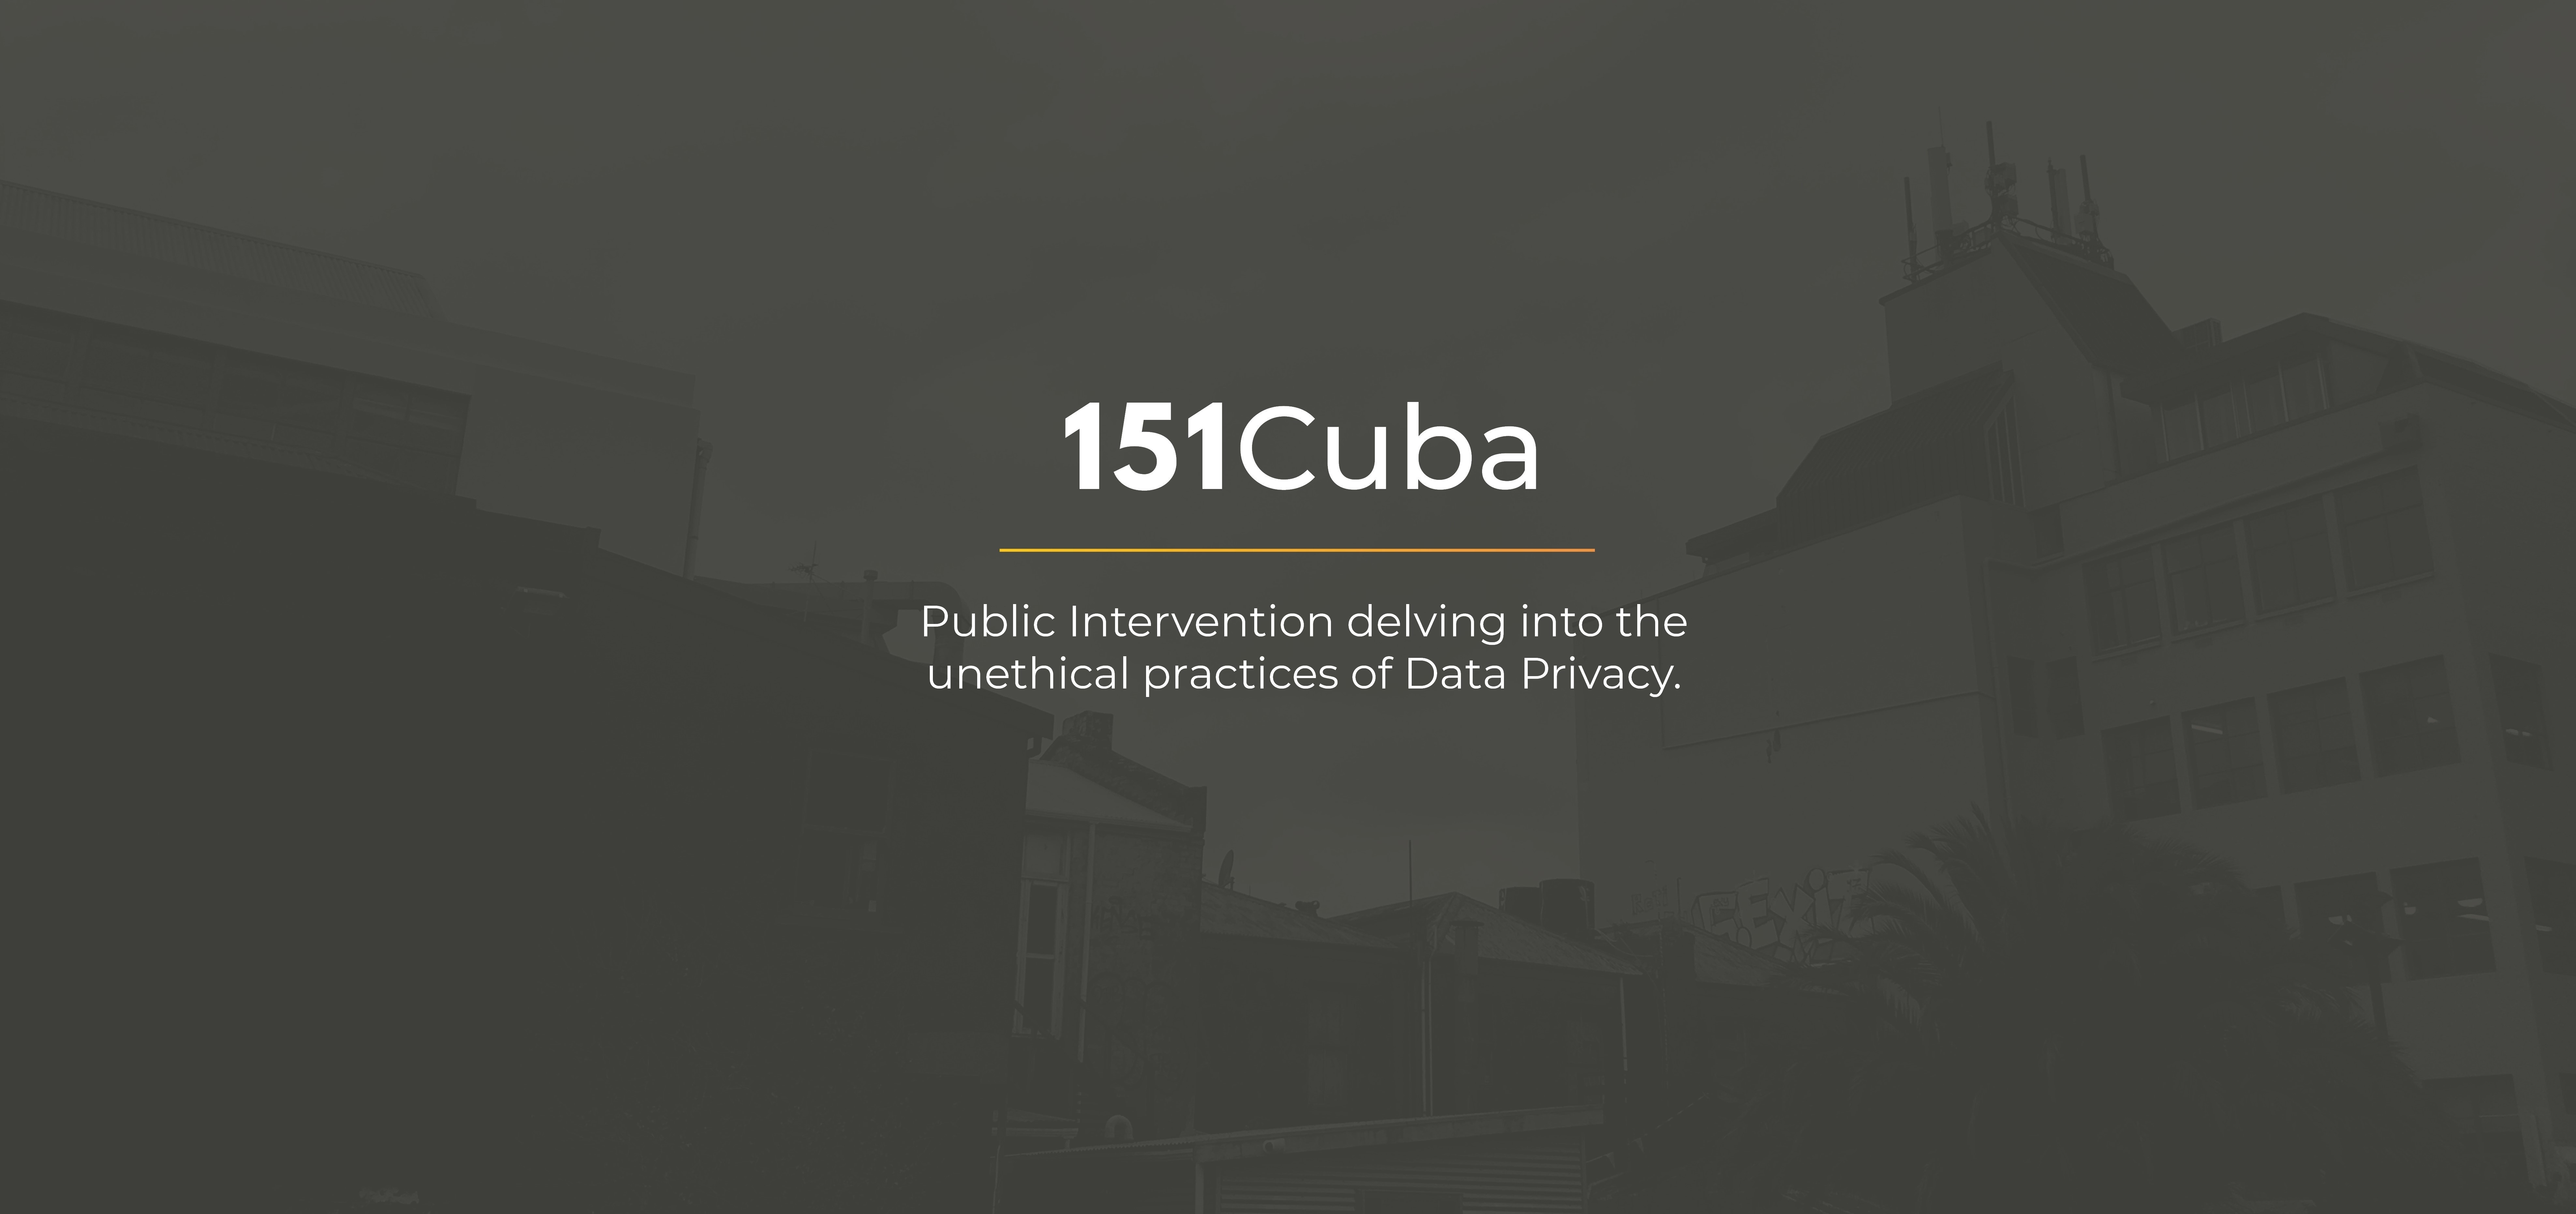 151Cuba
Public Intervention delving into the
unethical practices of Data Privacy.